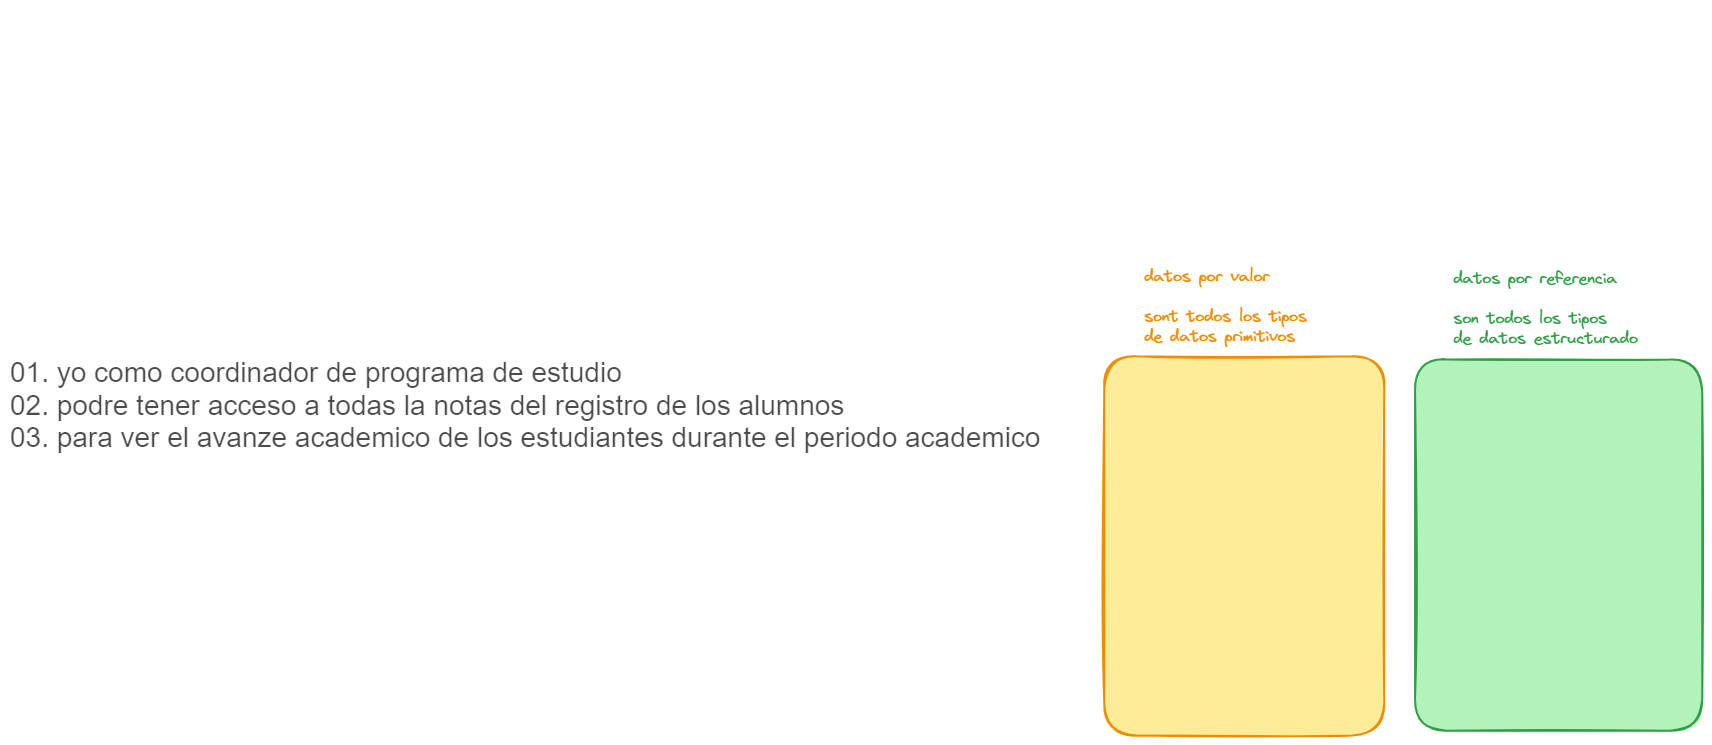 01. yo como coordinador de programa de estudio
02. podre tener acceso a todas la notas del registro de los alumnos
03. para ver el avanze academico de los estudiantes durante el periodo academico
datos por valor
sont todos los tipos
de datos primitivos
datos por referencia
son todos los tipos
de datos estructurado